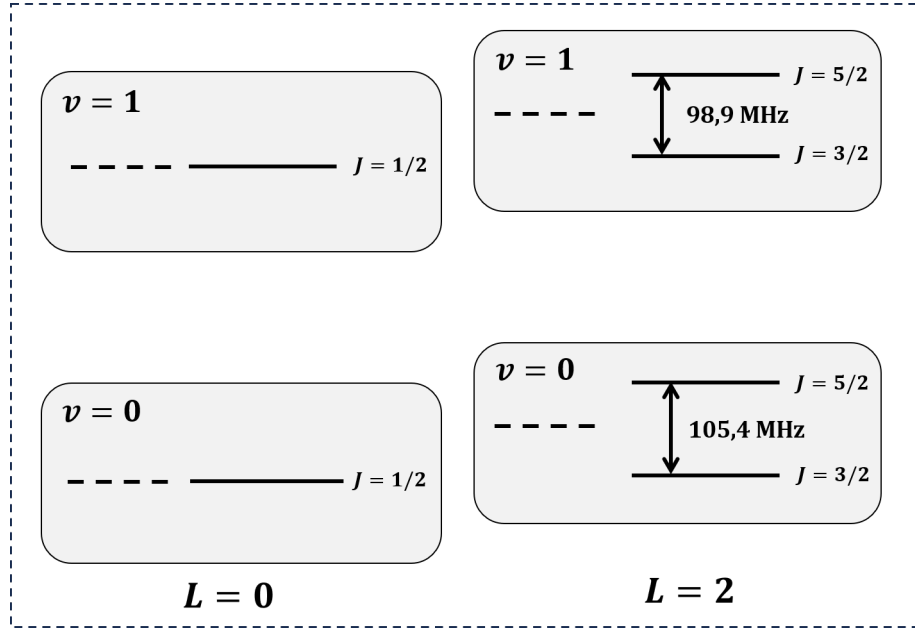 v = 1
J = 1/2
v = 1
J = 5/2
98,9 MHz
J = 3/2
v = 0
J = 1/2
v = 0
J = 5/2
105,4 MHz
J = 3/2
L = 0
L = 2